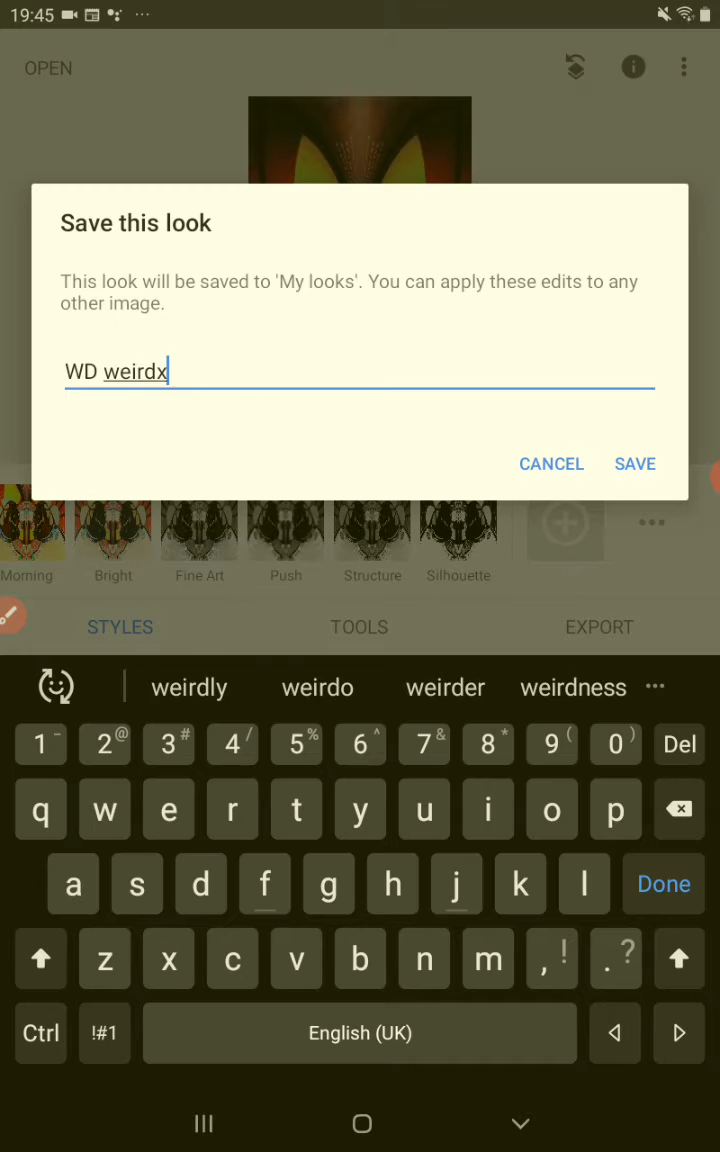 19:45
OPEN
Save this look
This look will be saved to 'My looks'. You can apply these edits to any
other image.
WD weirdx
CANCEL SAVE
Morning Bright Fine Art Push Structure Silhouette
STYLES TOOLS EXPORT
weirdly weirdo weirder weirdness
1 - 2 @ 3 # 4 / 5 % 6 ^ 7 & 8 * 9 ( 0 ) Del
q w e r t y u i o p
a s d f g h j k l Done
z x c v b n m , ! . ?
Ctrl !#1 English (UK)